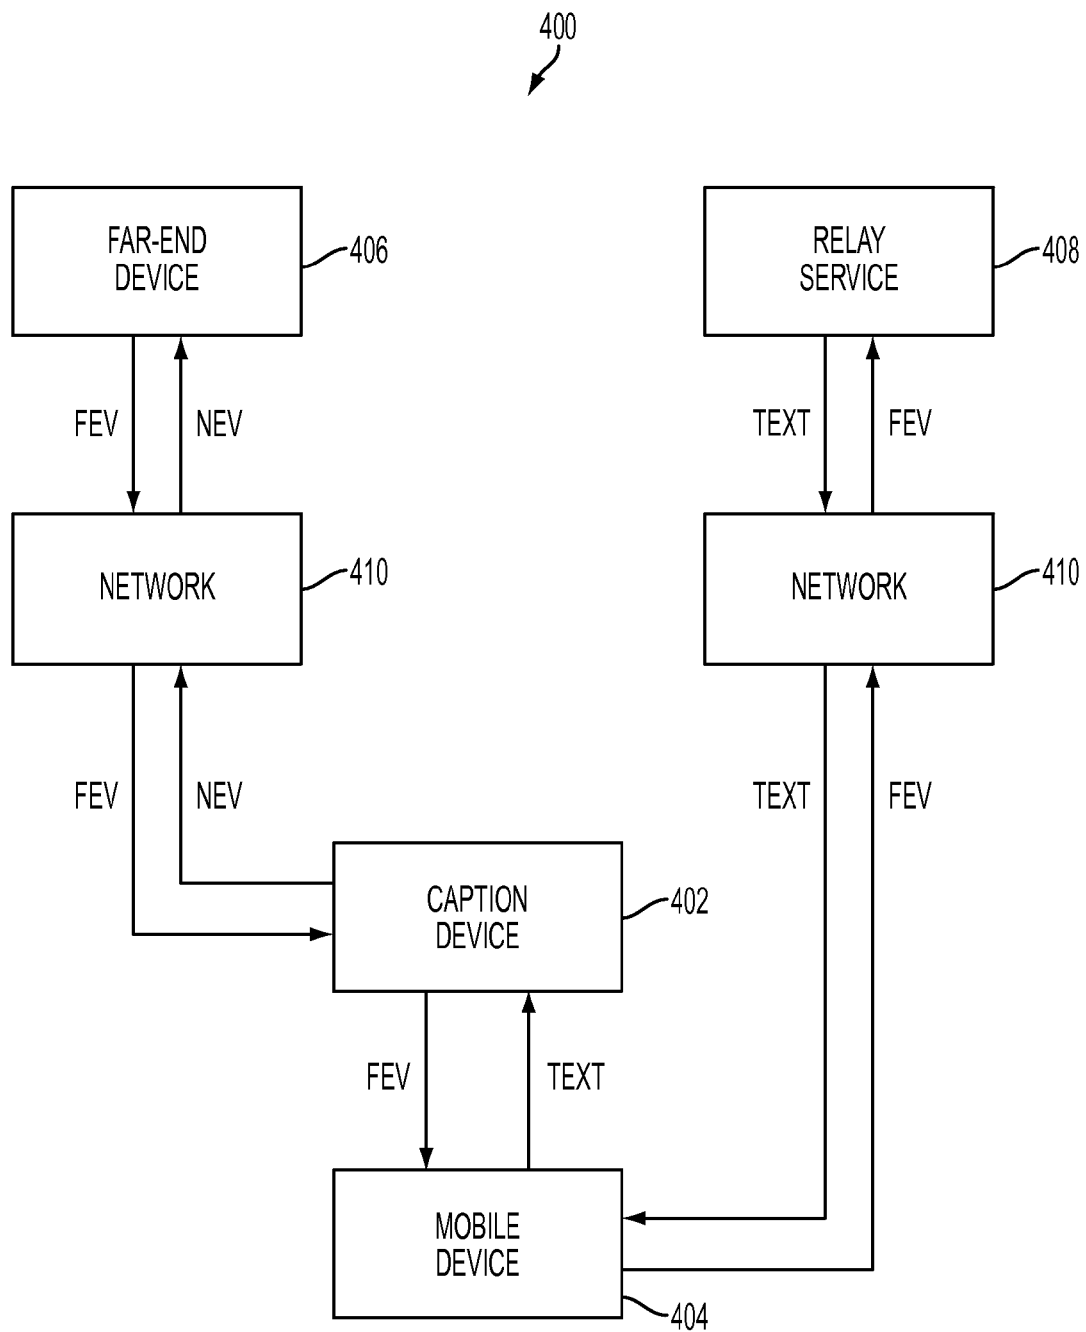 400
FAR-END
DEVICE
406
RELAY
SERVICE
408
FEV
NEV
TEXT
FEV
NETWORK
410
NETWORK
410
FEV
NEV
TEXT
FEV
CAPTION
DEVICE
402
FEV
TEXT
MOBILE
DEVICE
404